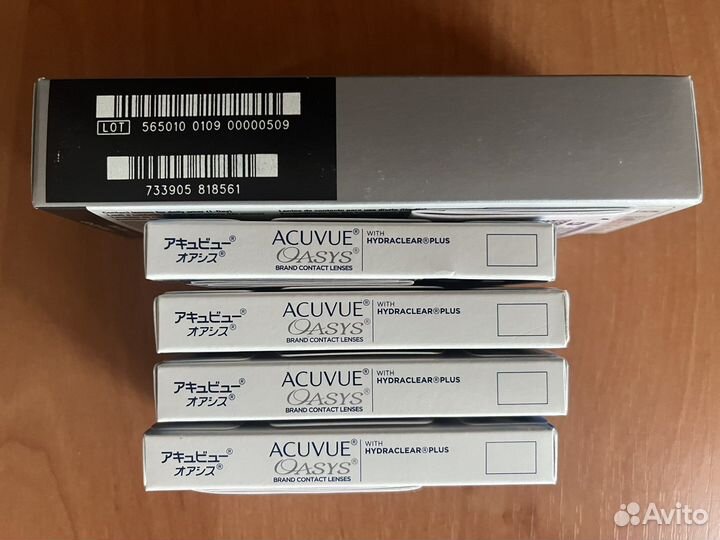 LOT 565010 0109 00000509
733905 818561
アキュビュー®
オアシス®
ACUVUE®
OASYS®
BRAND CONTACT LENSES
WITH
HYDRACLEAR®PLUS
アキュビュー®
オアシス®
ACUVUE®
OASYS®
BRAND CONTACT LENSES
WITH
HYDRACLEAR®PLUS
アキュビュー®
オアシス®
ACUVUE®
OASYS®
BRAND CONTACT LENSES
WITH
HYDRACLEAR®PLUS
アキュビュー®
オアシス®
ACUVUE®
OASYS®
BRAND CONTACT LENSES
WITH
HYDRACLEAR®PLUS
Avito